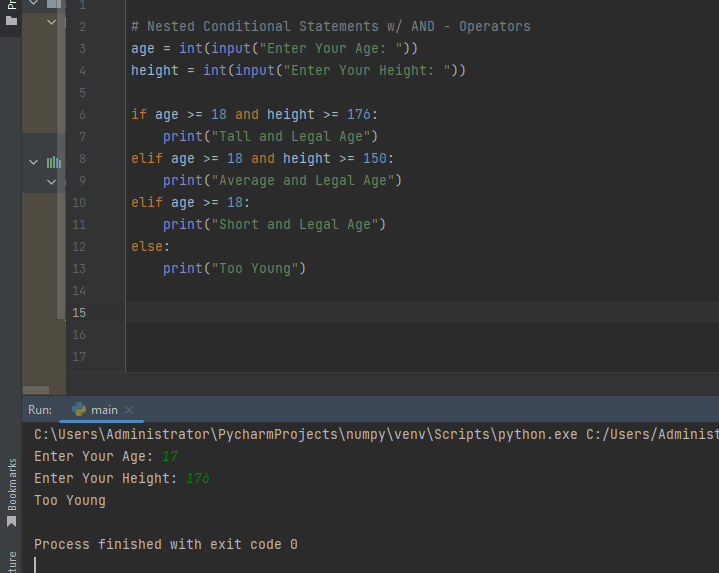 Pr
1
2 # Nested Conditional Statements w/ AND - Operators
3 age = int(input("Enter Your Age: "))
4 height = int(input("Enter Your Height: "))
5
6 if age >= 18 and height >= 176:
7     print("Tall and Legal Age")
8 elif age >= 18 and height >= 150:
9     print("Average and Legal Age")
10 elif age >= 18:
11     print("Short and Legal Age")
12 else:
13     print("Too Young")
14
15
16
17
Run: main
C:\Users\Administrator\PycharmProjects\numpy\venv\Scripts\python.exe C:/Users/Administ
Enter Your Age: 17
Enter Your Height: 176
Too Young
Process finished with exit code 0
Bookmarks
ture